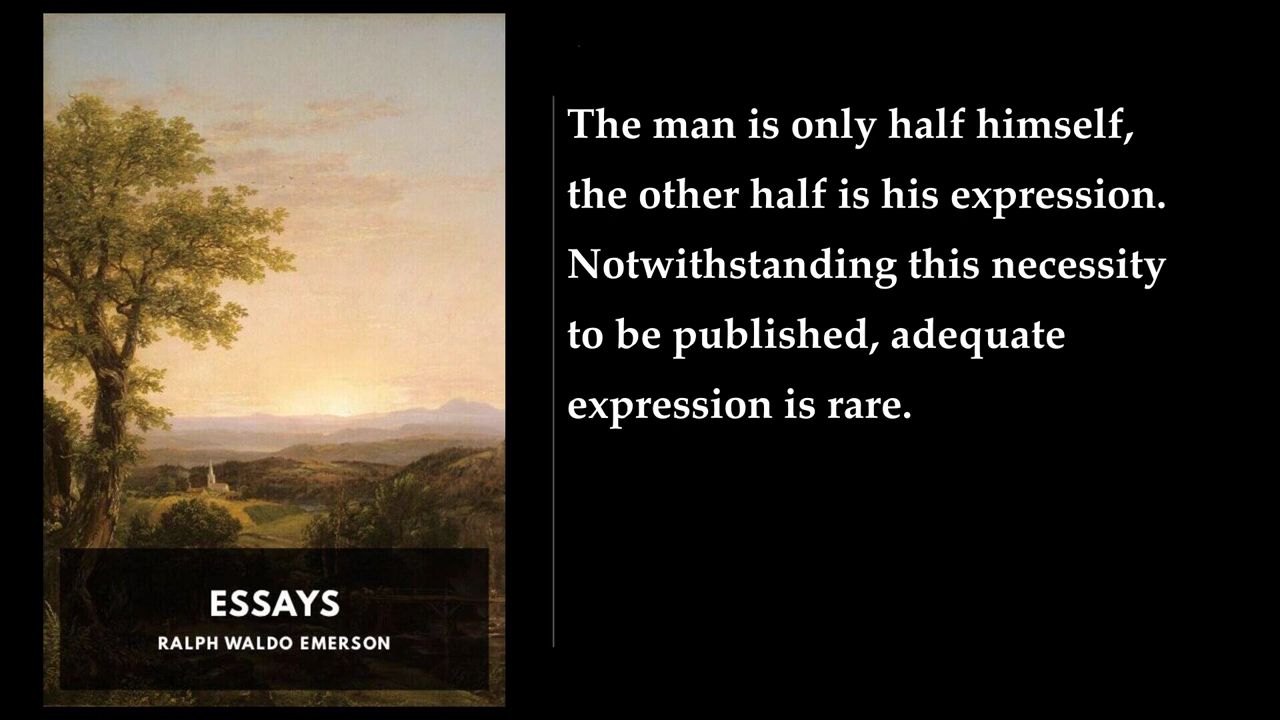 ESSAYS
RALPH WALDO EMERSON
The man is only half himself,
the other half is his expression.
Notwithstanding this necessity
to be published, adequate
expression is rare.